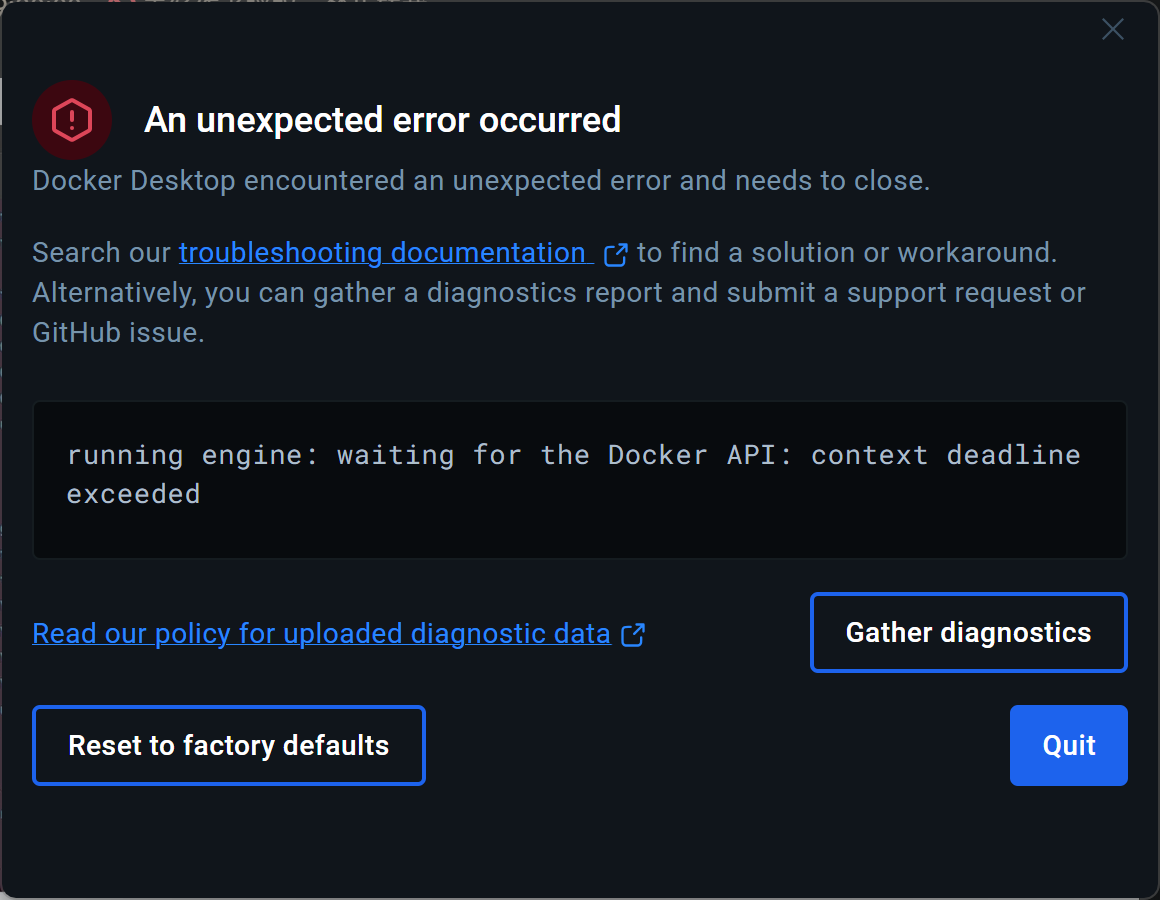 An unexpected error occurred
Docker Desktop encountered an unexpected error and needs to close.
Search our troubleshooting documentation to find a solution or workaround.
Alternatively, you can gather a diagnostics report and submit a support request or
GitHub issue.
running engine: waiting for the Docker API: context deadline
exceeded
Read our policy for uploaded diagnostic data
Gather diagnostics
Reset to factory defaults
Quit